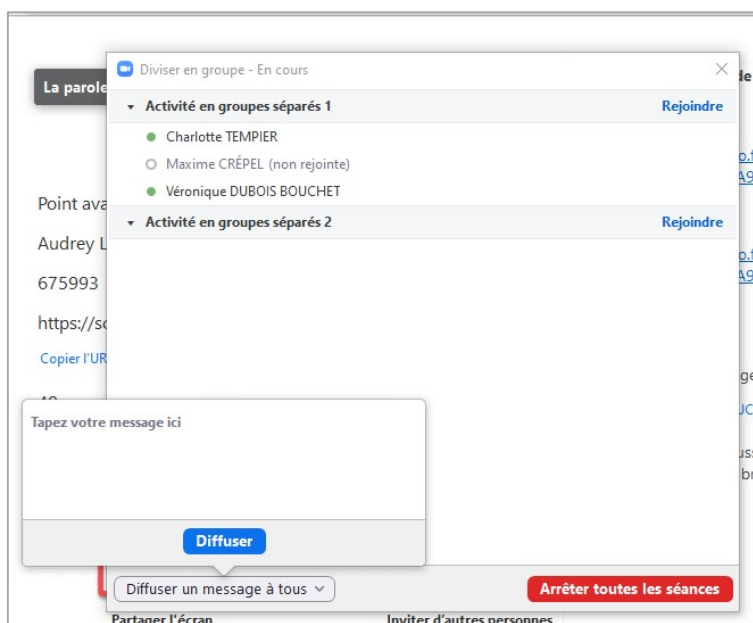 Diviser en groupe - En cours
La parole
Activité en groupes séparés 1 Rejoindre
Charlotte TEMPIER
Maxime CRÉPEL (non rejointe)
Véronique DUBOIS BOUCHET
Point ava
Activité en groupes séparés 2 Rejoindre
Audrey L
675993
https://so
Copier l'UR
Tapez votre message ici
Diffuser
Diffuser un message à tous
Arrêter toutes les séances
Partager l'écran
Inviter d'autres personnes